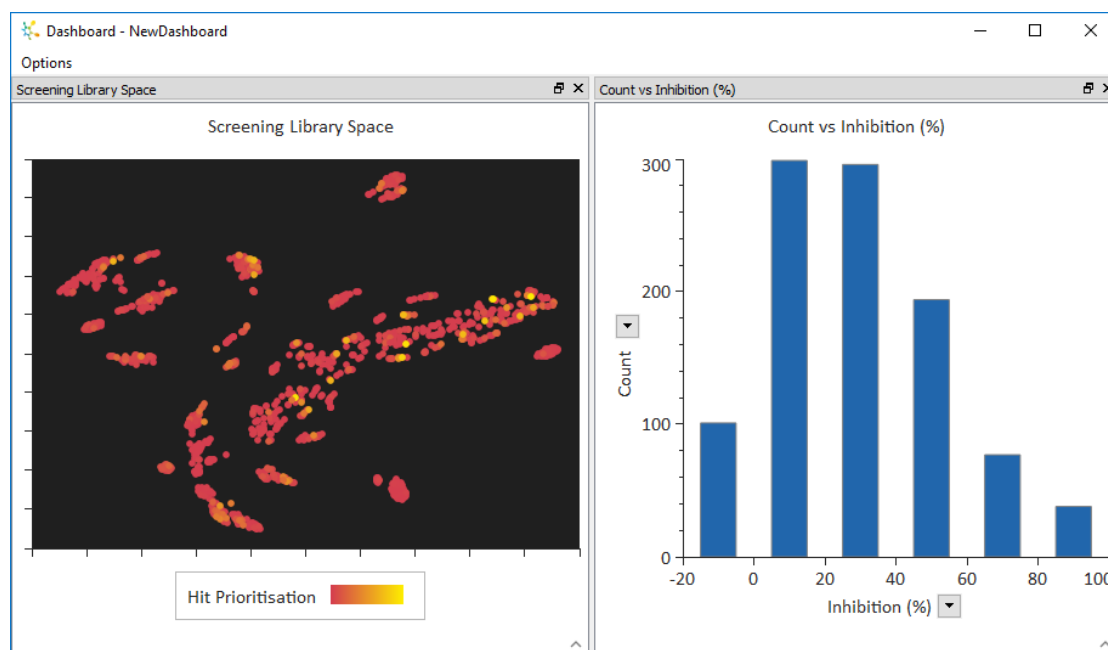 Dashboard - NewDashboard
Options
Screening Library Space
Count vs Inhibition (%)
Screening Library Space
Hit Prioritisation
Count vs Inhibition (%)
300
200
100
0
Count
-20 0 20 40 60 80 100
Inhibition (%)